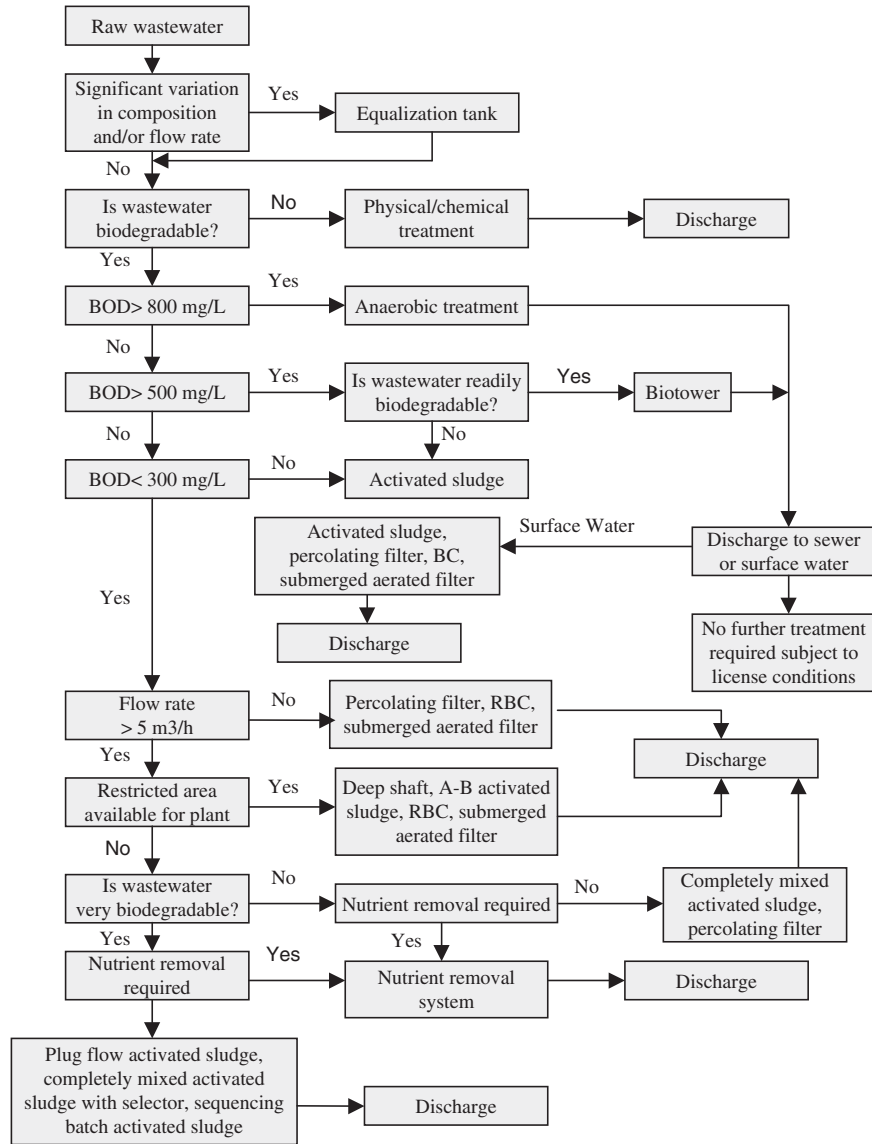 Raw wastewater
Significant variation
in composition
and/or flow rate
Yes
Equalization tank
No
Is wastewater
biodegradable?
No
Physical/chemical
treatment
Discharge
Yes
BOD> 800 mg/L
Yes
Anaerobic treatment
No
BOD> 500 mg/L
Yes
Is wastewater readily
biodegradable?
Yes
Biotower
No
No
BOD< 300 mg/L
No
Activated sludge
Surface Water
Activated sludge,
percolating filter, BC,
submerged aerated filter
Discharge to sewer
or surface water
Yes
Discharge
No further treatment
required subject to
license conditions
Flow rate
> 5 m3/h
No
Percolating filter, RBC,
submerged aerated filter
Discharge
Yes
Restricted area
available for plant
Yes
Deep shaft, A-B activated
sludge, RBC, submerged
aerated filter
No
Is wastewater
very biodegradable?
No
Nutrient removal required
No
Completely mixed
activated sludge,
percolating filter
Yes
Yes
Nutrient removal
required
Yes
Nutrient removal
system
Discharge
Plug flow activated sludge,
completely mixed activated
sludge with selector, sequencing
batch activated sludge
Discharge